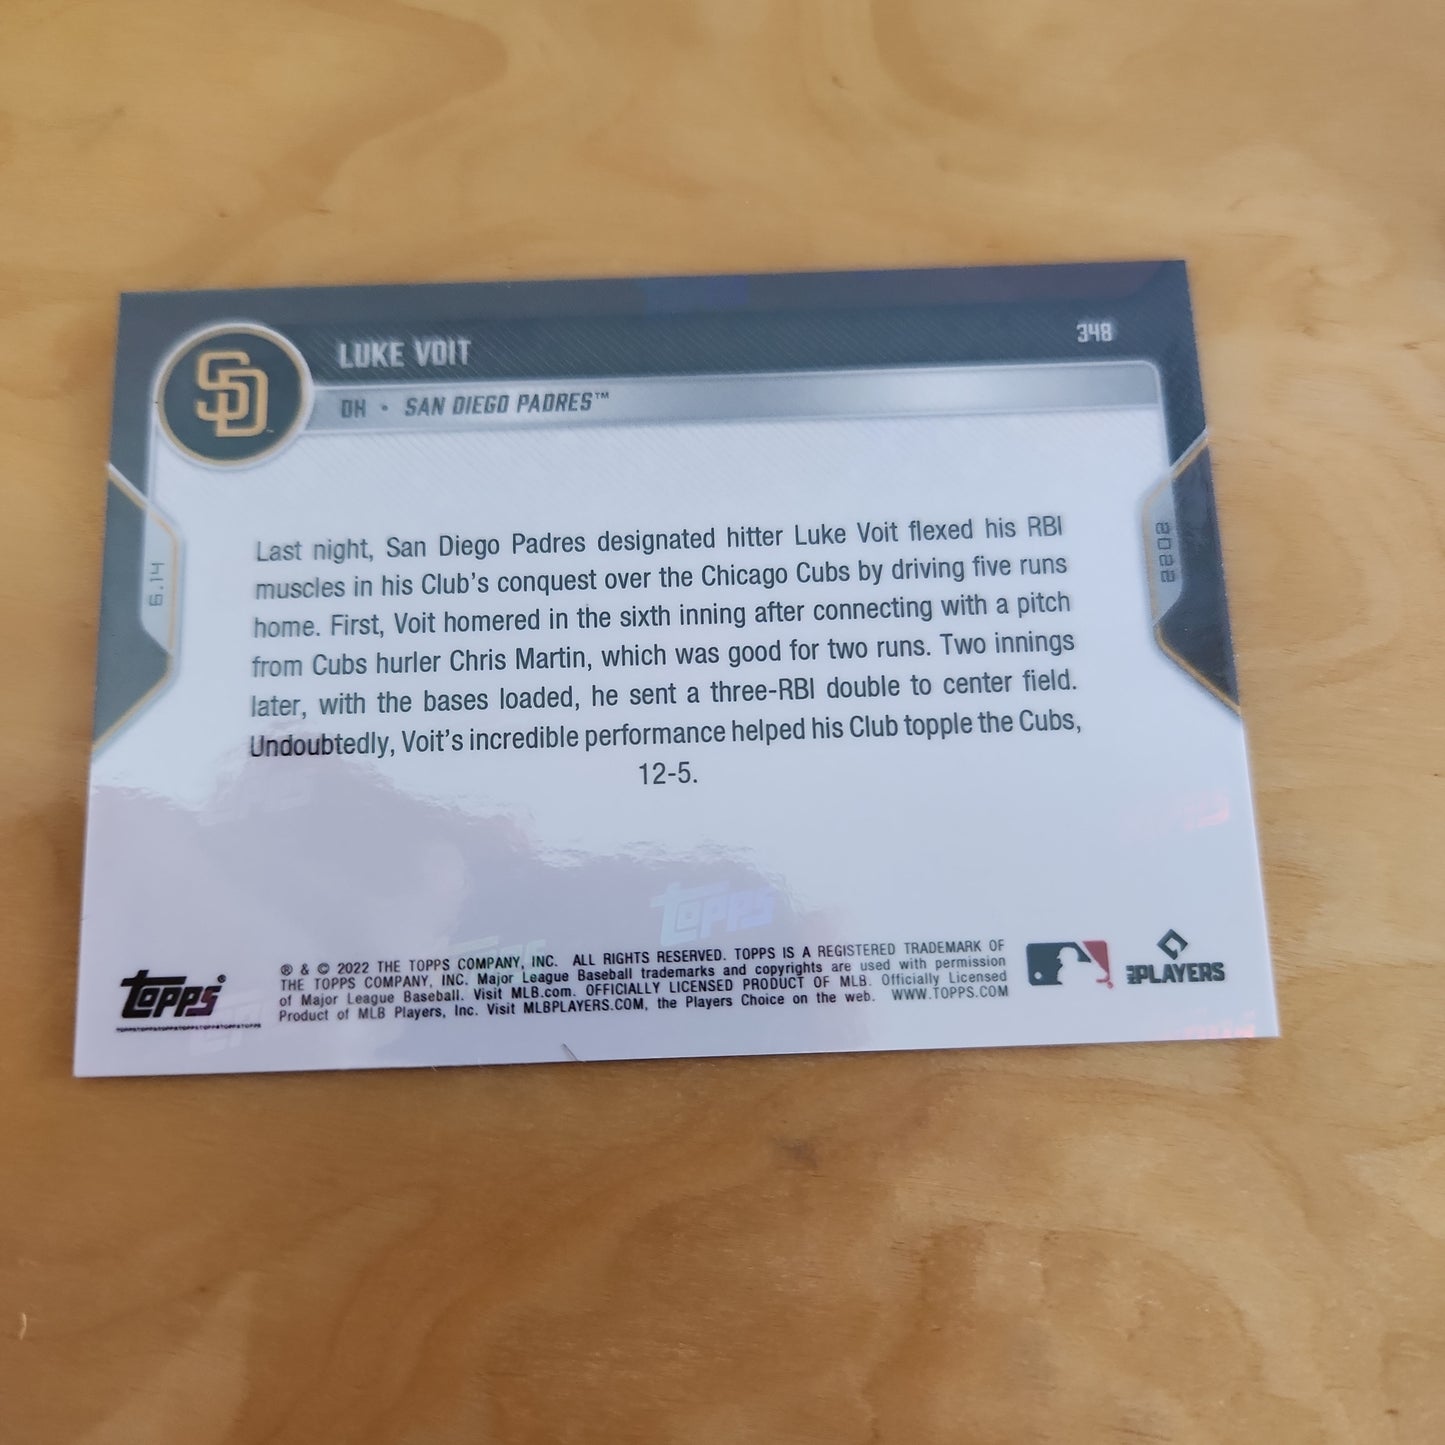 LUKE VOIT
348
SD
DH • SAN DIEGO PADRES™
6.14
2022
Last night, San Diego Padres designated hitter Luke Voit flexed his RBI
muscles in his Club's conquest over the Chicago Cubs by driving five runs
home. First, Voit homered in the sixth inning after connecting with a pitch
from Cubs hurler Chris Martin, which was good for two runs. Two innings
later, with the bases loaded, he sent a three-RBI double to center field.
Undoubtedly, Voit's incredible performance helped his Club topple the Cubs,
12-5.
topps
topps®
TOPPSTOPPSTOPPSTOPPSTOPPSTOPPSTOPPS
® & © 2022 THE TOPPS COMPANY, INC. ALL RIGHTS RESERVED. TOPPS IS A REGISTERED TRADEMARK OF
THE TOPPS COMPANY, INC. Major League Baseball trademarks and copyrights are used with permission
of Major League Baseball. Visit MLB.com. OFFICIALLY LICENSED PRODUCT OF MLB. Officially Licensed
Product of MLB Players, Inc. Visit MLBPLAYERS.COM, the Players Choice on the web. WWW.TOPPS.COM
MLB PLAYERS